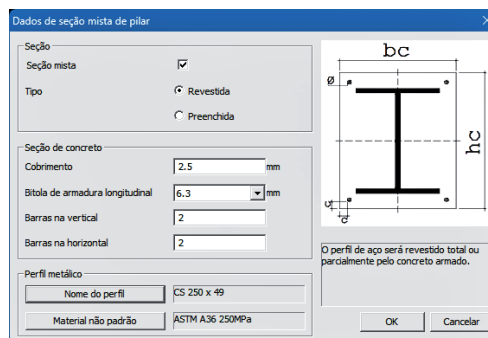 Dados de seção mista de pilar
Seção
Seção mista
Tipo
Revestida
Preenchida
Seção de concreto
Cobrimento
2.5
mm
Bitola de armadura longitudinal
6.3
mm
Barras na vertical
2
Barras na horizontal
2
Perfil metálico
Nome do perfil
CS 250 x 49
Material não padrão
ASTM A36 250MPa
bc
ø
hc
c
c
O perfil de aço será revestido total ou
parcialmente pelo concreto armado.
OK
Cancelar